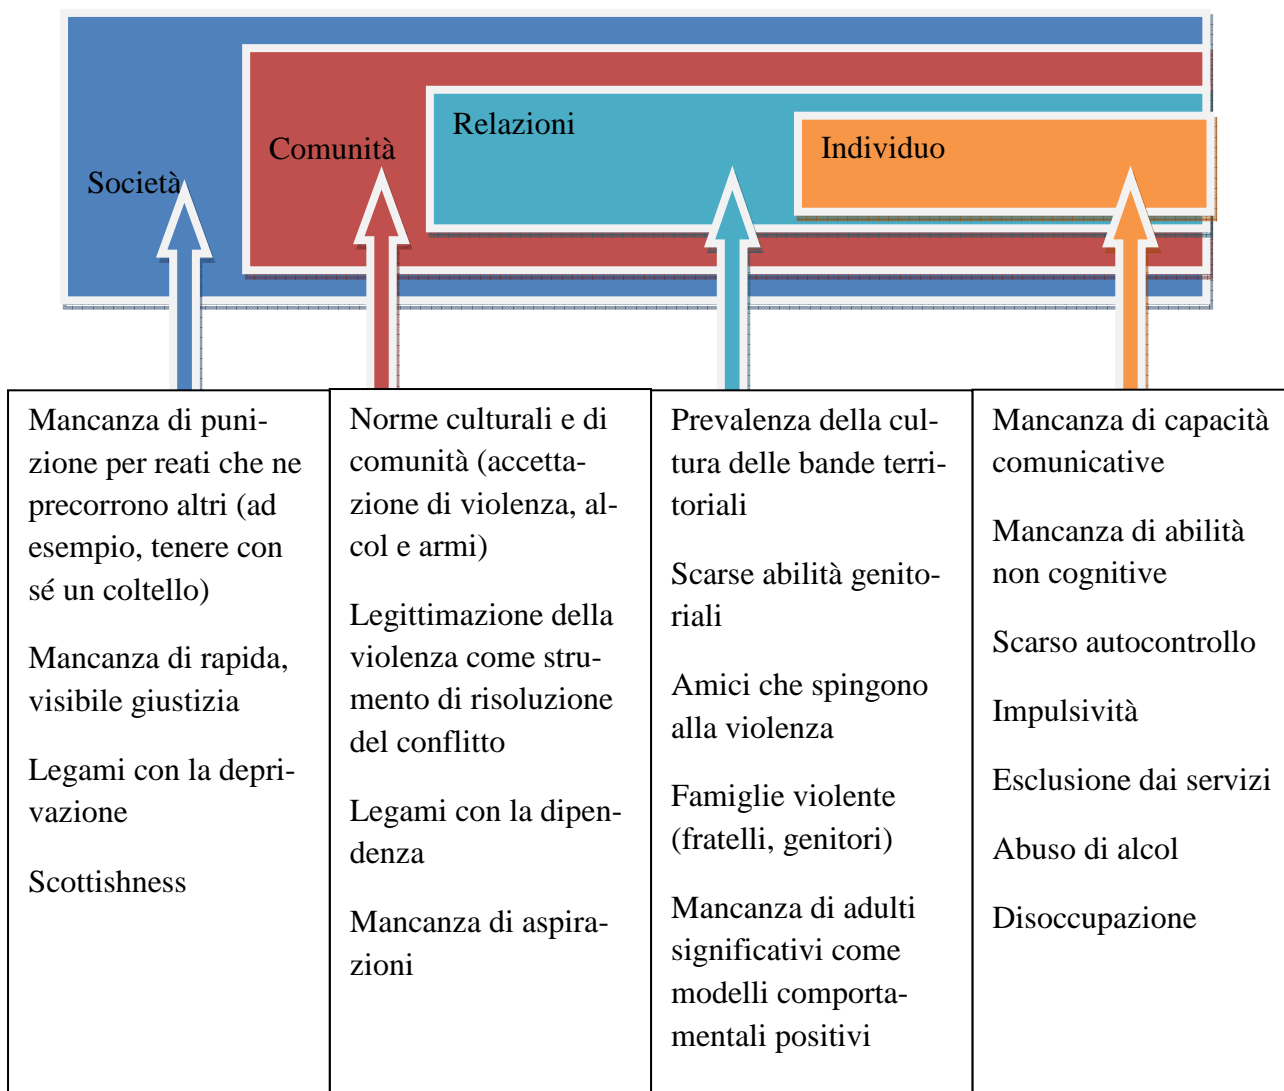 Società
Comunità
Relazioni
Individuo
Mancanza di puni-
zione per reati che ne
precorrono altri (ad
esempio, tenere con
sé un coltello)
Mancanza di rapida,
visibile giustizia
Legami con la depri-
vazione
Scottishness
Norme culturali e di
comunità (accetta-
zione di violenza, al-
col e armi)
Legittimazione della
violenza come stru-
mento di risoluzione
del conflitto
Legami con la dipen-
denza
Mancanza di aspira-
zioni
Prevalenza della cul-
tura delle bande terri-
toriali
Scarse abilità genito-
riali
Amici che spingono
alla violenza
Famiglie violente
(fratelli, genitori)
Mancanza di adulti
significativi come
modelli comporta-
mentali positivi
Mancanza di capacità
comunicative
Mancanza di abilità
non cognitive
Scarso autocontrollo
Impulsività
Esclusione dai servizi
Abuso di alcol
Disoccupazione